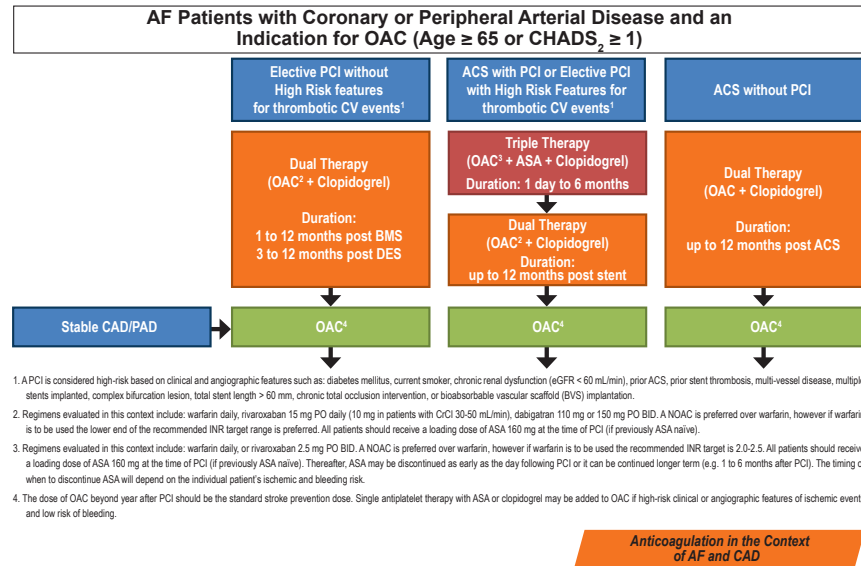 AF Patients with Coronary or Peripheral Arterial Disease and an
Indication for OAC (Age ≥ 65 or CHADS₂ ≥ 1)
Elective PCI without
High Risk features
for thrombotic CV events¹
ACS with PCI or Elective PCI
with High Risk Features for
thrombotic CV events¹
ACS without PCI
Dual Therapy
(OAC² + Clopidogrel)
Duration:
1 to 12 months post BMS
3 to 12 months post DES
Triple Therapy
(OAC³ + ASA + Clopidogrel)
Duration: 1 day to 6 months
Dual Therapy
(OAC² + Clopidogrel)
Duration:
up to 12 months post stent
Dual Therapy
(OAC + Clopidogrel)
Duration:
up to 12 months post ACS
Stable CAD/PAD
OAC⁴
OAC⁴
OAC⁴
1. A PCI is considered high-risk based on clinical and angiographic features such as: diabetes mellitus, current smoker, chronic renal dysfunction (eGFR < 60 mL/min), prior ACS, prior stent thrombosis, multi-vessel disease, multiple
stents implanted, complex bifurcation lesion, total stent length > 60 mm, chronic total occlusion intervention, or bioabsorbable vascular scaffold (BVS) implantation.
2. Regimens evaluated in this context include: warfarin daily, rivaroxaban 15 mg PO daily (10 mg in patients with CrCl 30-50 mL/min), dabigatran 110 mg or 150 mg PO BID. A NOAC is preferred over warfarin, however if warfarin
is to be used the lower end of the recommended INR target range is preferred. All patients should receive a loading dose of ASA 160 mg at the time of PCI (if previously ASA naïve).
3. Regimens evaluated in this context include: warfarin daily, or rivaroxaban 2.5 mg PO BID. A NOAC is preferred over warfarin, however if warfarin is to be used the recommended INR target is 2.0-2.5. All patients should receive
a loading dose of ASA 160 mg at the time of PCI (if previously ASA naïve). Thereafter, ASA may be discontinued as early as the day following PCI or it can be continued longer term (e.g. 1 to 6 months after PCI). The timing o
when to discontinue ASA will depend on the individual patient's ischemic and bleeding risk.
4. The dose of OAC beyond year after PCI should be the standard stroke prevention dose. Single antiplatelet therapy with ASA or clopidogrel may be added to OAC if high-risk clinical or angiographic features of ischemic event
and low risk of bleeding.
Anticoagulation in the Context
of AF and CAD